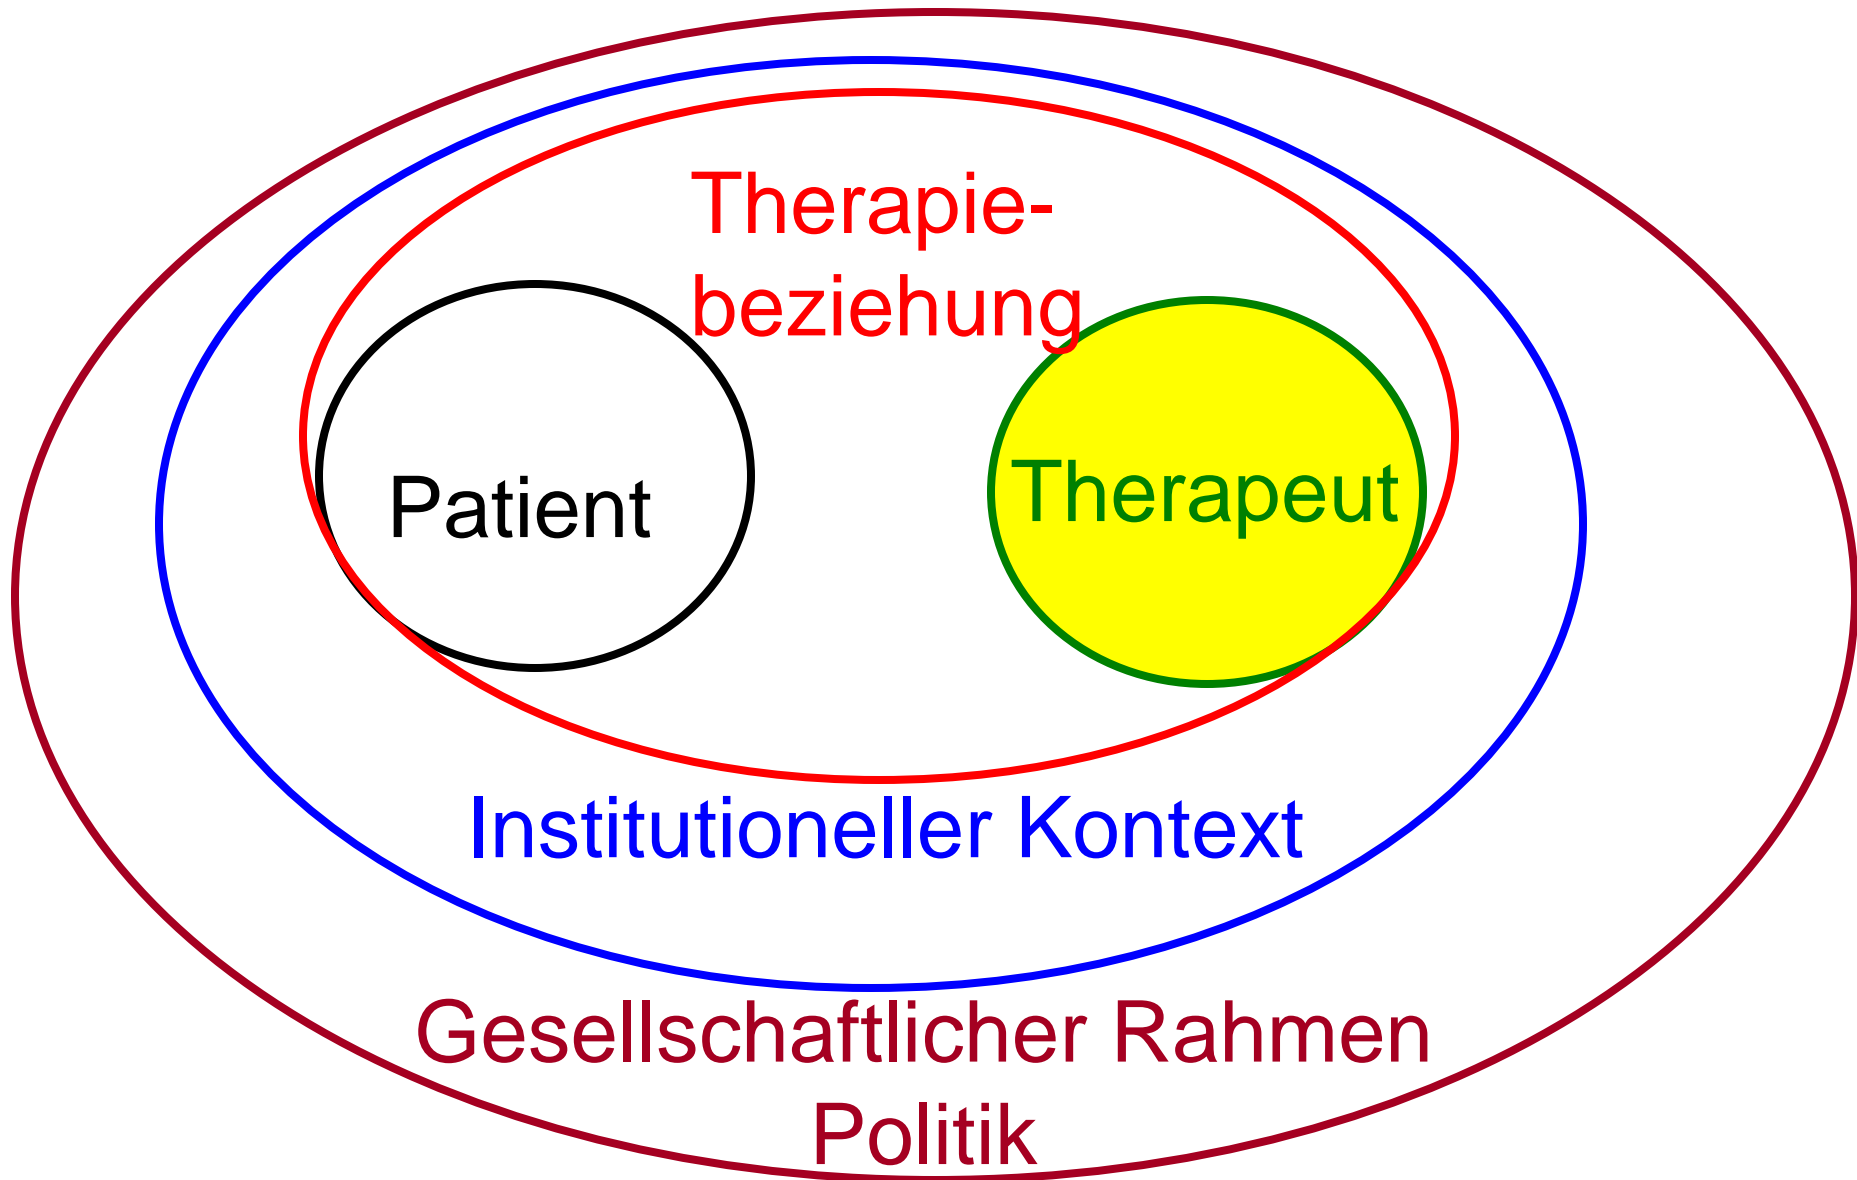 Therapie-
beziehung
Patient
Therapeut
Institutioneller Kontext
Gesellschaftlicher Rahmen
Politik